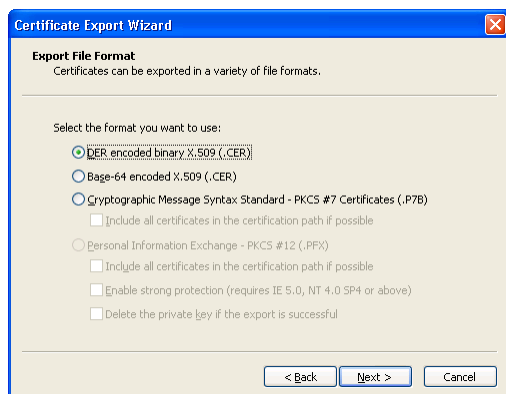 Certificate Export Wizard
Export File Format
Certificates can be exported in a variety of file formats.
Select the format you want to use:
DER encoded binary X.509 (.CER)
Base-64 encoded X.509 (.CER)
Cryptographic Message Syntax Standard - PKCS #7 Certificates (.P7B)
Include all certificates in the certification path if possible
Personal Information Exchange - PKCS #12 (.PFX)
Include all certificates in the certification path if possible
Enable strong protection (requires IE 5.0, NT 4.0 SP4 or above)
Delete the private key if the export is successful
< Back Next > Cancel